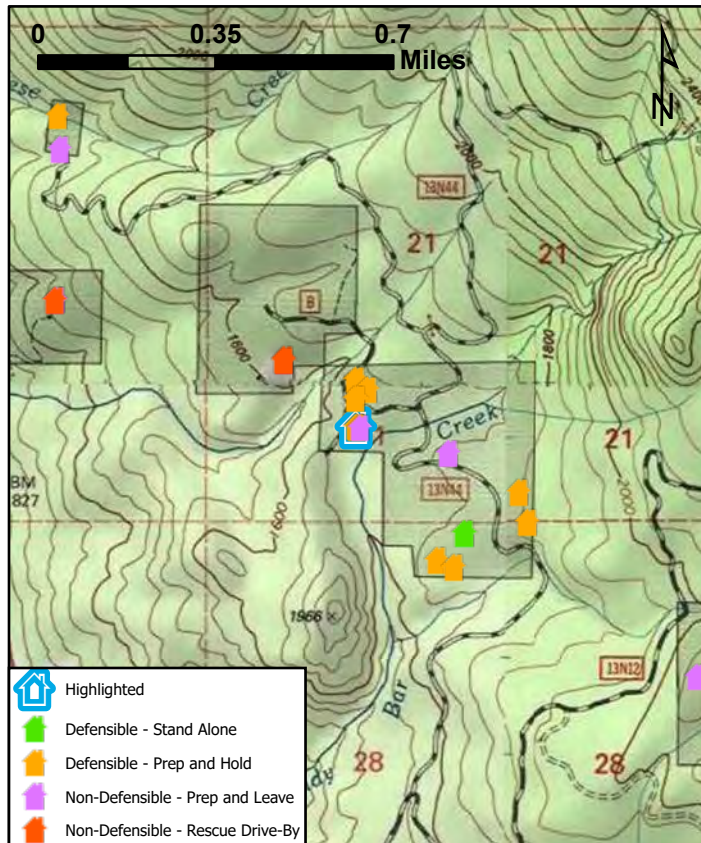 0 0.35 0.7
Miles
2000
Creek
N
2400
2000
13N44
21
21
B
1600
1800
Creek
21
BM
827
13N44
2000
1600
1966 ×
13N12
Bar
28
28
Highlighted
Defensible - Stand Alone
Defensible - Prep and Hold
Non-Defensible - Prep and Leave
Non-Defensible - Rescue Drive-By